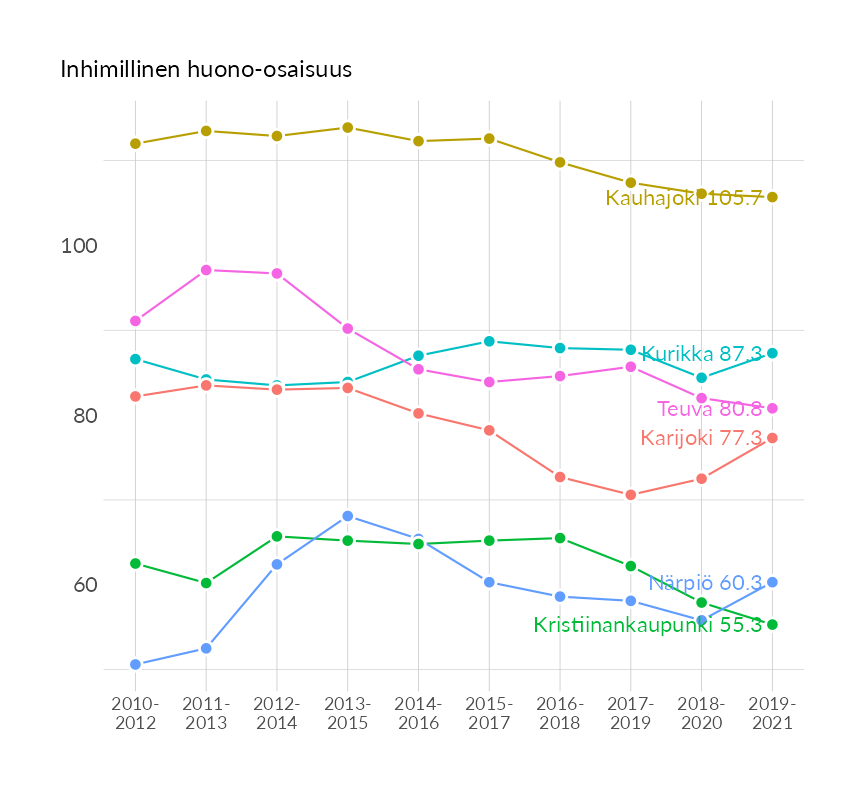 Inhimillinen huono-osaisuus
Kauhajoki 105.7
100
Kurikka 87.3
Teuva 80.8
80
Karijoki 77.3
Närpiö 60.3
60
Kristiinankaupunki 55.3
2010- 2011- 2012- 2013- 2014- 2015- 2016- 2017- 2018- 2019-
2012 2013 2014 2015 2016 2017 2018 2019 2020 2021